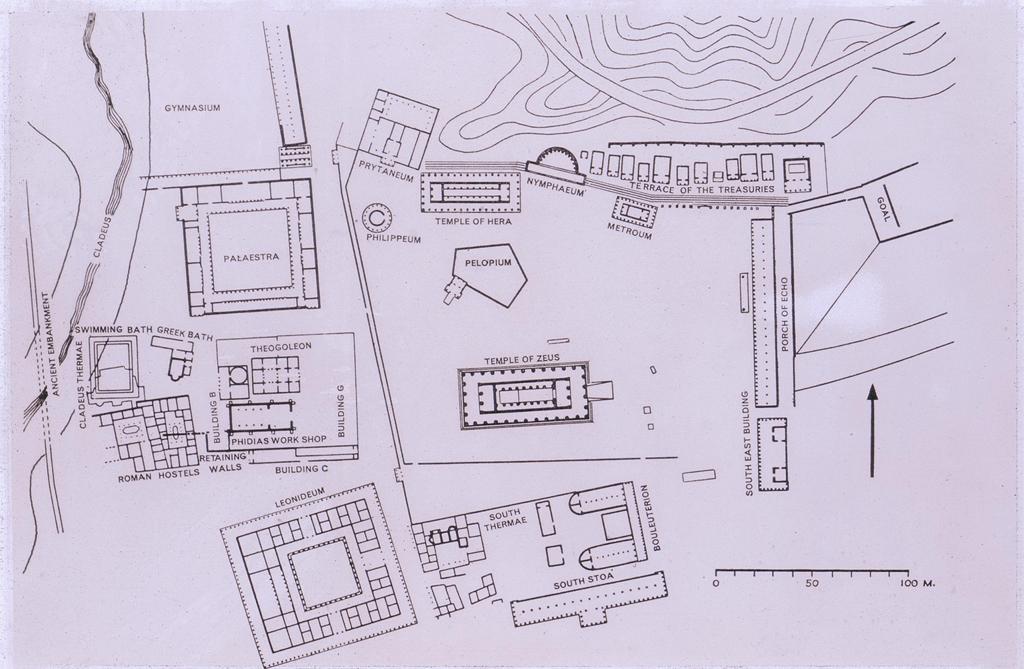 GYMNASIUM
PRYTANEUM
NYMPHAEUM
TERRACE OF THE TREASURIES
TEMPLE OF HERA
PHILIPPEUM
METROUM
GOAL
CLADEUS
PALAESTRA
PELOPIUM
PORCH OF ECHO
ANCIENT EMBANKMENT
SWIMMING BATH
GREEK BATH
CLADEUS THERMAE
THEOGOLEON
TEMPLE OF ZEUS
BUILDING B
BUILDING G
PHIDIAS WORK SHOP
RETAINING
WALLS
ROMAN HOSTELS
BUILDING C
SOUTH EAST BUILDING
LEONIDEUM
SOUTH
THERMAE
BOULEUTERION
SOUTH STOA
0 50 100 M.